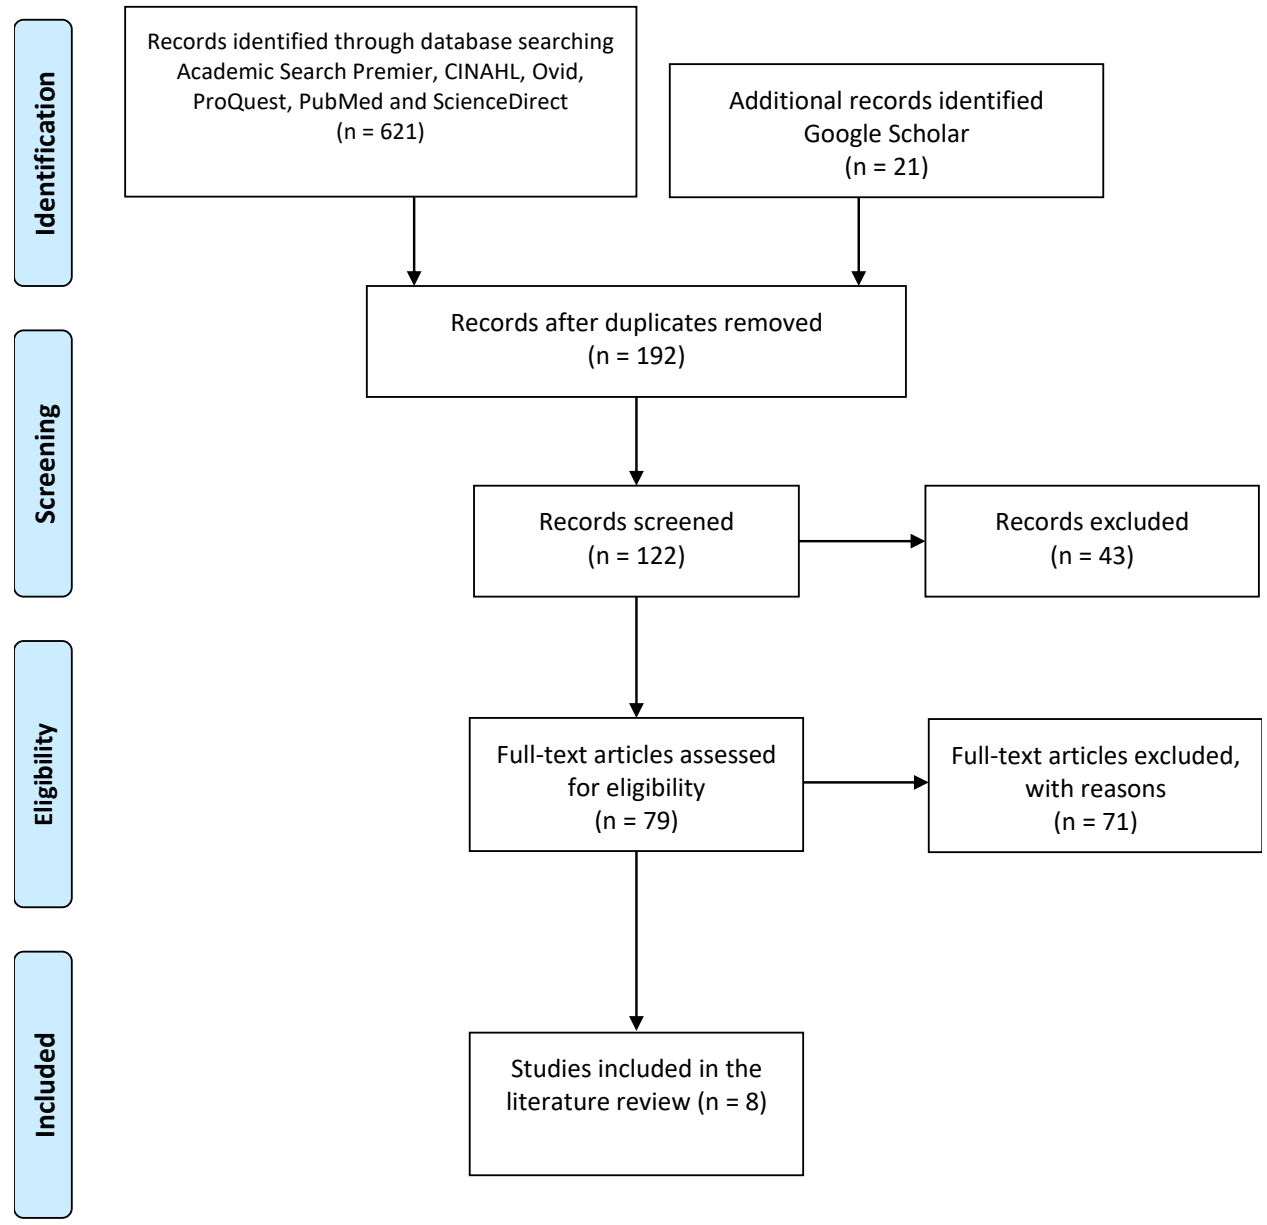 Identification
Records identified through database searching
Academic Search Premier, CINAHL, Ovid,
ProQuest, PubMed and ScienceDirect
(n = 621)
Additional records identified
Google Scholar
(n = 21)
Records after duplicates removed
(n = 192)
Screening
Records screened
(n = 122)
Records excluded
(n = 43)
Eligibility
Full-text articles assessed
for eligibility
(n = 79)
Full-text articles excluded,
with reasons
(n = 71)
Included
Studies included in the
literature review (n = 8)